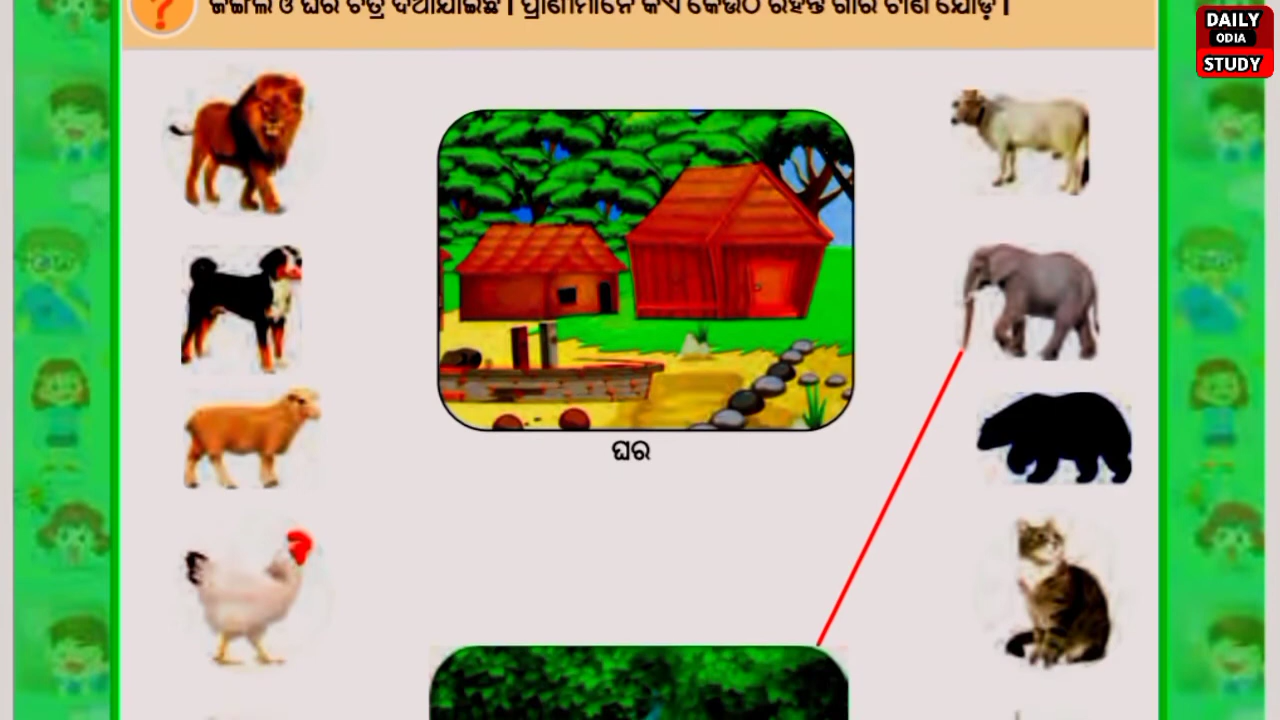 ଜଙ୍ଗଲ ଓ ଘର ଚିତ୍ର ଦିଆଯାଇଛି । ପ୍ରାଣୀମାନେ କିଏ କେଉଁଠି ରହନ୍ତି ଗାର ଟାଣି ଯୋଡ଼ ।
DAILY
ODIA
STUDY
ଘର